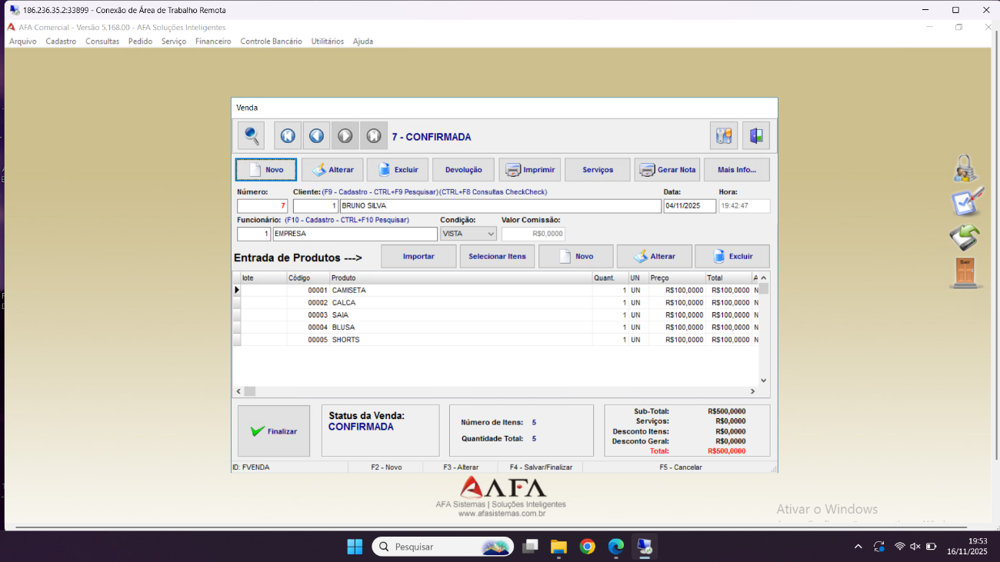 186.236.35.2:33899 - Conexão de Área de Trabalho Remota
AFA Comercial - Versão 5.168.00 - AFA Soluções Inteligentes
Arquivo Cadastro Consultas Pedido Serviço Financeiro Controle Bancário Utilitários Ajuda
Venda
7 - CONFIRMADA
Novo Alterar Excluir Devolução Imprimir Serviços Gerar Nota Mais Info...
Número: Cliente: (F9 - Cadastro - CTRL+F9 Pesquisar) (CTRL+F8 Consultas CheckCheck) Data: Hora:
7 1 BRUNO SILVA 04/11/2025 19:42:47
Funcionário: (F10 - Cadastro - CTRL+F10 Pesquisar) Condição: Valor Comissão:
1 EMPRESA VISTA R$0,0000
Entrada de Produtos ---> Importar Selecionar Itens Novo Alterar Excluir
lote Código Produto Quant. UN Preço Total A
00001 CAMISETA 1 UN R$100,0000 R$100,0000 N
00002 CALCA 1 UN R$100,0000 R$100,0000 N
00003 SAIA 1 UN R$100,0000 R$100,0000 N
00004 BLUSA 1 UN R$100,0000 R$100,0000 N
00005 SHORTS 1 UN R$100,0000 R$100,0000 N
Finalizar
Status da Venda:
CONFIRMADA
Número de Itens: 5
Quantidade Total: 5
Sub-Total: R$500,0000
Serviços: R$0,0000
Desconto Itens: R$0,0000
Desconto Geral: R$0,0000
Total: R$500,0000
ID: FVENDA F2 - Novo F3 - Alterar F4 - Salvar/Finalizar F5 - Cancelar
Sair
AFA
AFA Sistemas | Soluções Inteligentes
www.afasistemas.com.br
Ativar o Windows
Pesquisar
19:53
16/11/2025